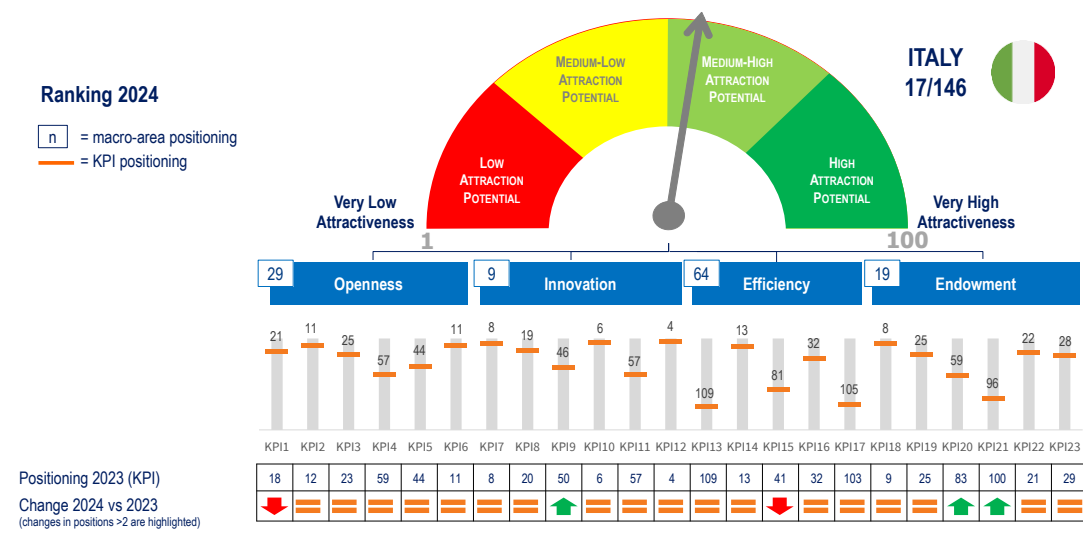 Ranking 2024
n = macro-area positioning
= KPI positioning
ITALY
17/146
MEDIUM-LOW
ATTRACTION
POTENTIAL
MEDIUM-HIGH
ATTRACTION
POTENTIAL
LOW
ATTRACTION
POTENTIAL
HIGH
ATTRACTION
POTENTIAL
Very Low
Attractiveness
Very High
Attractiveness
1 100
29 Openness 9 Innovation 64 Efficiency 19 Endowment
21 11 25 57 44 11 8 19 46 6 57 4 109 13 81 32 105 8 25 59 96 22 28
KPI1 KPI2 KPI3 KPI4 KPI5 KPI6 KPI7 KPI8 KPI9 KPI10 KPI11 KPI12 KPI13 KPI14 KPI15 KPI16 KPI17 KPI18 KPI19 KPI20 KPI21 KPI22 KPI23
Positioning 2023 (KPI) 18 12 23 59 44 11 8 20 50 6 57 4 109 13 41 32 103 9 25 83 100 21 29
Change 2024 vs 2023
(changes in positions >2 are highlighted)